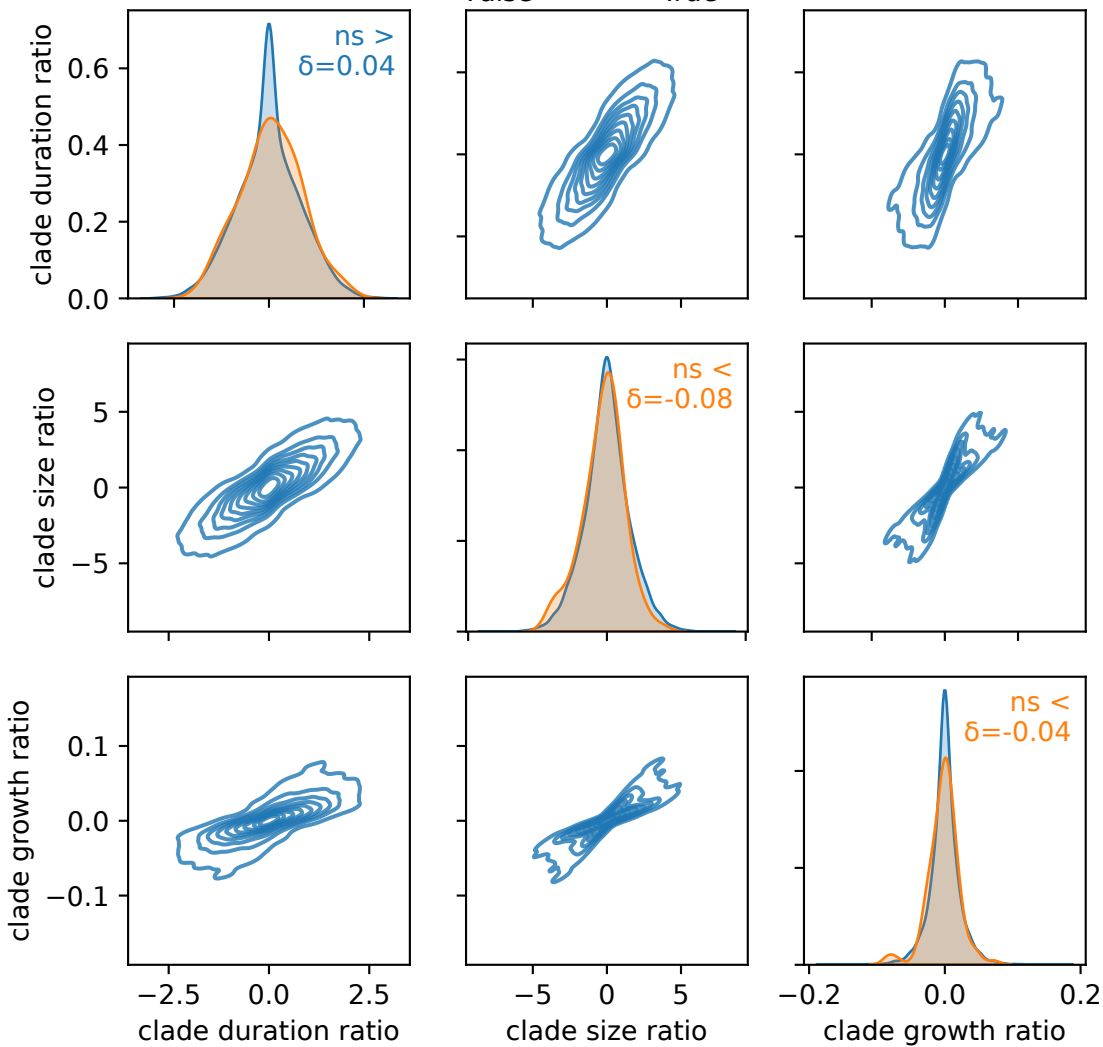 clade duration ratio
0.6
0.4
0.2
0.0
ns >
δ=0.04
clade size ratio
5
0
−5
ns <
δ=-0.08
clade growth ratio
0.1
0.0
−0.1
ns <
δ=-0.04
−2.5 0.0 2.5
−5 0 5
−0.2 0.0 0.2
clade duration ratio
clade size ratio
clade growth ratio